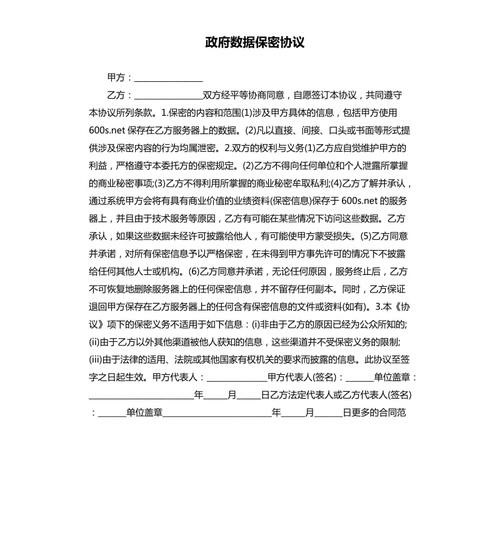 政府数据保密协议
甲方：________________
乙方：________________双方经平等协商同意，自愿签订本协议，共同遵守
本协议所列条款。1.保密的内容和范围(1)涉及甲方具体的信息，包括甲方使用
600s.net 保存在乙方服务器上的数据。(2)凡以直接、间接、口头或书面等形式提
供涉及保密内容的行为均属泄密。2.双方的权利与义务(1)乙方应自觉维护甲方的
利益，严格遵守本委托方的保密规定。(2)乙方不得向任何单位和个人泄露所掌握
的商业秘密事项;(3)乙方不得利用所掌握的商业秘密牟取私利;(4)乙方了解并承认，
通过系统甲方会将有具有商业价值的业绩资料(保密信息)保存于 600s.net 的服务
器上，并且由于技术服务等原因，乙方有可能在某些情况下访问这些数据。乙方
承认，如果这些数据未经许可披露给他人，有可能使甲方蒙受损失。(5)乙方同意
并承诺，对所有保密信息予以严格保密，在未得到甲方事先许可的情况下不披露
给任何其他人士或机构。(6)乙方同意并承诺，无论任何原因，服务终止后，乙方
不可恢复地删除服务器上的任何保密信息，并不留存任何副本。同时，乙方保证
退回甲方保存在乙方服务器上的任何含有保密信息的文件或资料(如有)。3.本《协
议》项下的保密义务不适用于如下信息：(i)非由于乙方的原因已经为公众所知的;
(ii)由于乙方以外其他渠道被他人获知的信息，这些渠道并不受保密义务的限制;
(iii)由于法律的适用、法院或其他国家有权机关的要求而披露的信息。此协议至签
字之日起生效。甲方代表人：______________甲方代表人(签名)：______单位盖章：
________________________年______月______日乙方法定代表人或乙方代表人(签名)
：______单位盖章________________________年______月______日更多的合同范